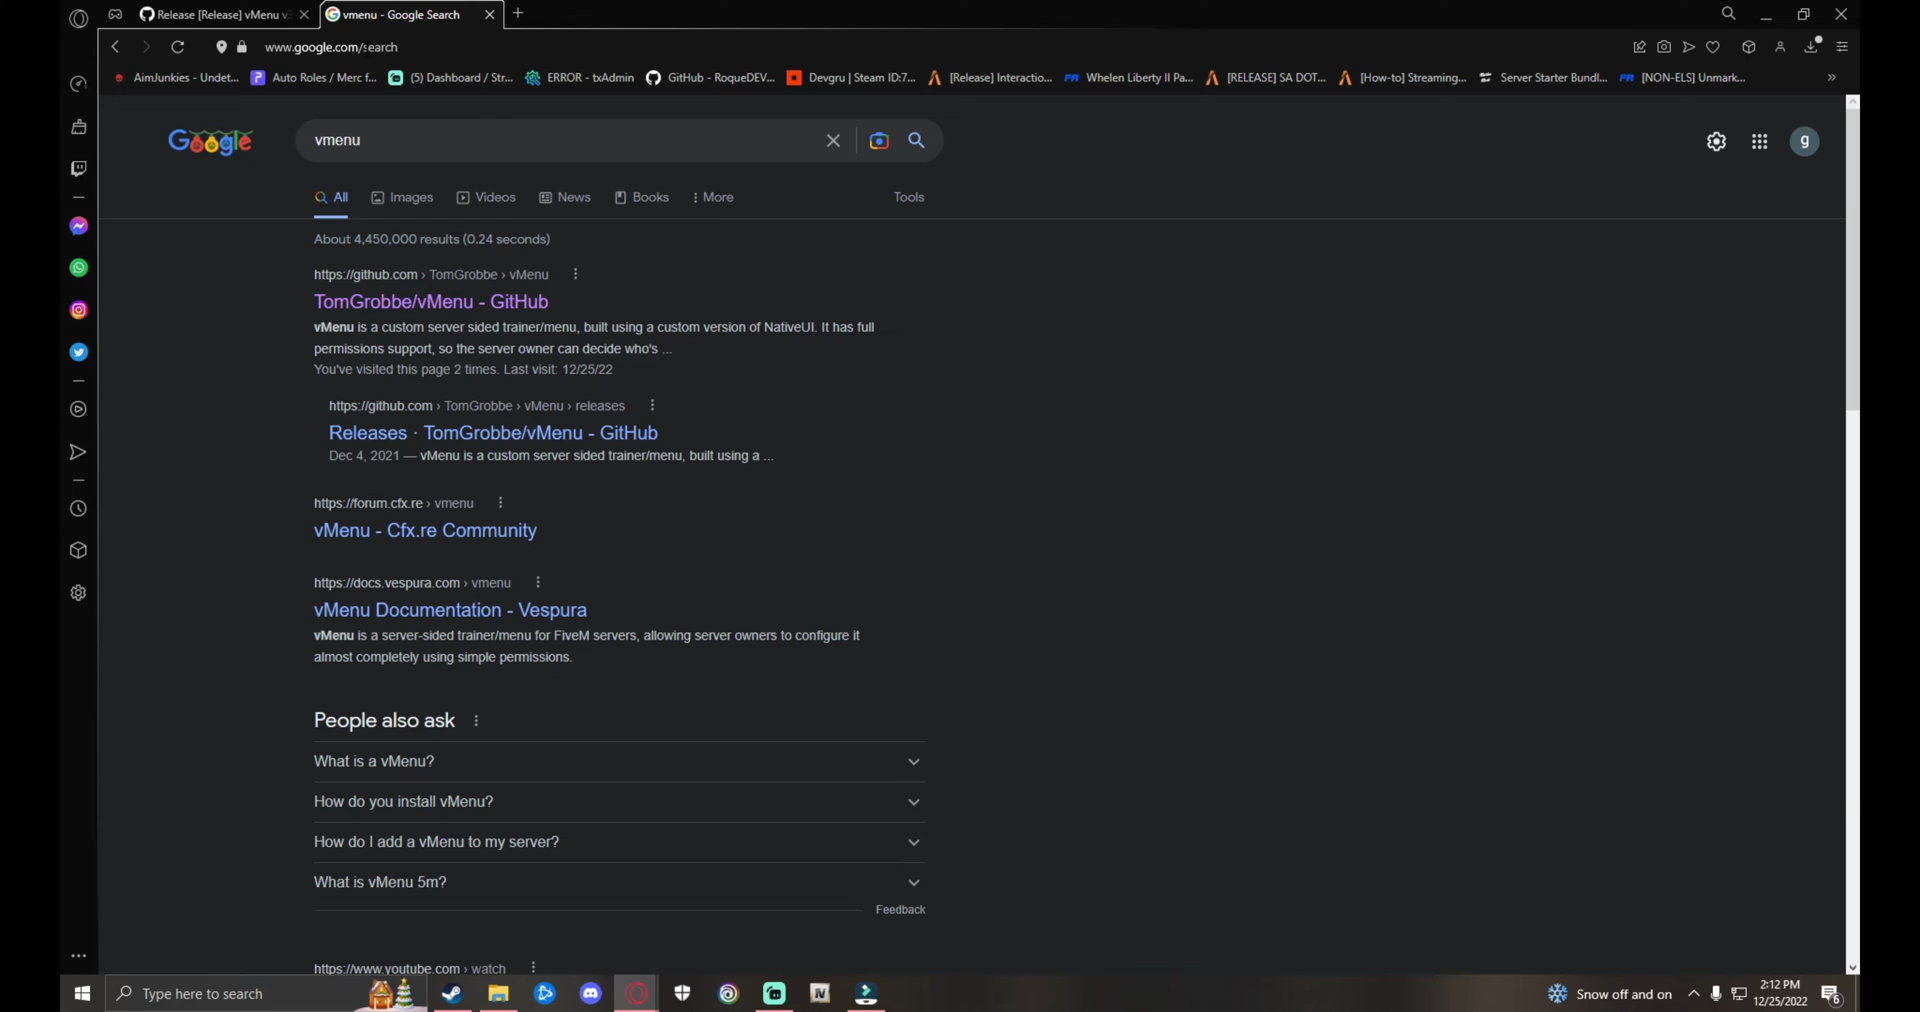 Release [Release] vMenu v
vmenu - Google Search
www.google.com/search
AimJunkies - Undet...
Auto Roles / Merc f...
(5) Dashboard / Str...
ERROR - txAdmin
GitHub - RoqueDEV...
Devgru | Steam ID:7...
[Release] Interactio...
Whelen Liberty II Pa...
[RELEASE] SA DOT...
[How-to] Streaming...
Server Starter Bundl...
[NON-ELS] Unmark...
»
Google
vmenu
g
All
Images
Videos
News
Books
More
Tools
About 4,450,000 results (0.24 seconds)
https://github.com › TomGrobbe › vMenu
TomGrobbe/vMenu - GitHub
vMenu is a custom server sided trainer/menu, built using a custom version of NativeUI. It has full
permissions support, so the server owner can decide who's ...
You've visited this page 2 times. Last visit: 12/25/22
https://github.com › TomGrobbe › vMenu › releases
Releases · TomGrobbe/vMenu - GitHub
Dec 4, 2021 — vMenu is a custom server sided trainer/menu, built using a ...
https://forum.cfx.re › vmenu
vMenu - Cfx.re Community
https://docs.vespura.com › vmenu
vMenu Documentation - Vespura
vMenu is a server-sided trainer/menu for FiveM servers, allowing server owners to configure it
almost completely using simple permissions.
People also ask
What is a vMenu?
How do you install vMenu?
How do I add a vMenu to my server?
What is vMenu 5m?
Feedback
https://www.youtube.com › watch
Type here to search
IV
Snow off and on
2:12 PM
12/25/2022
6